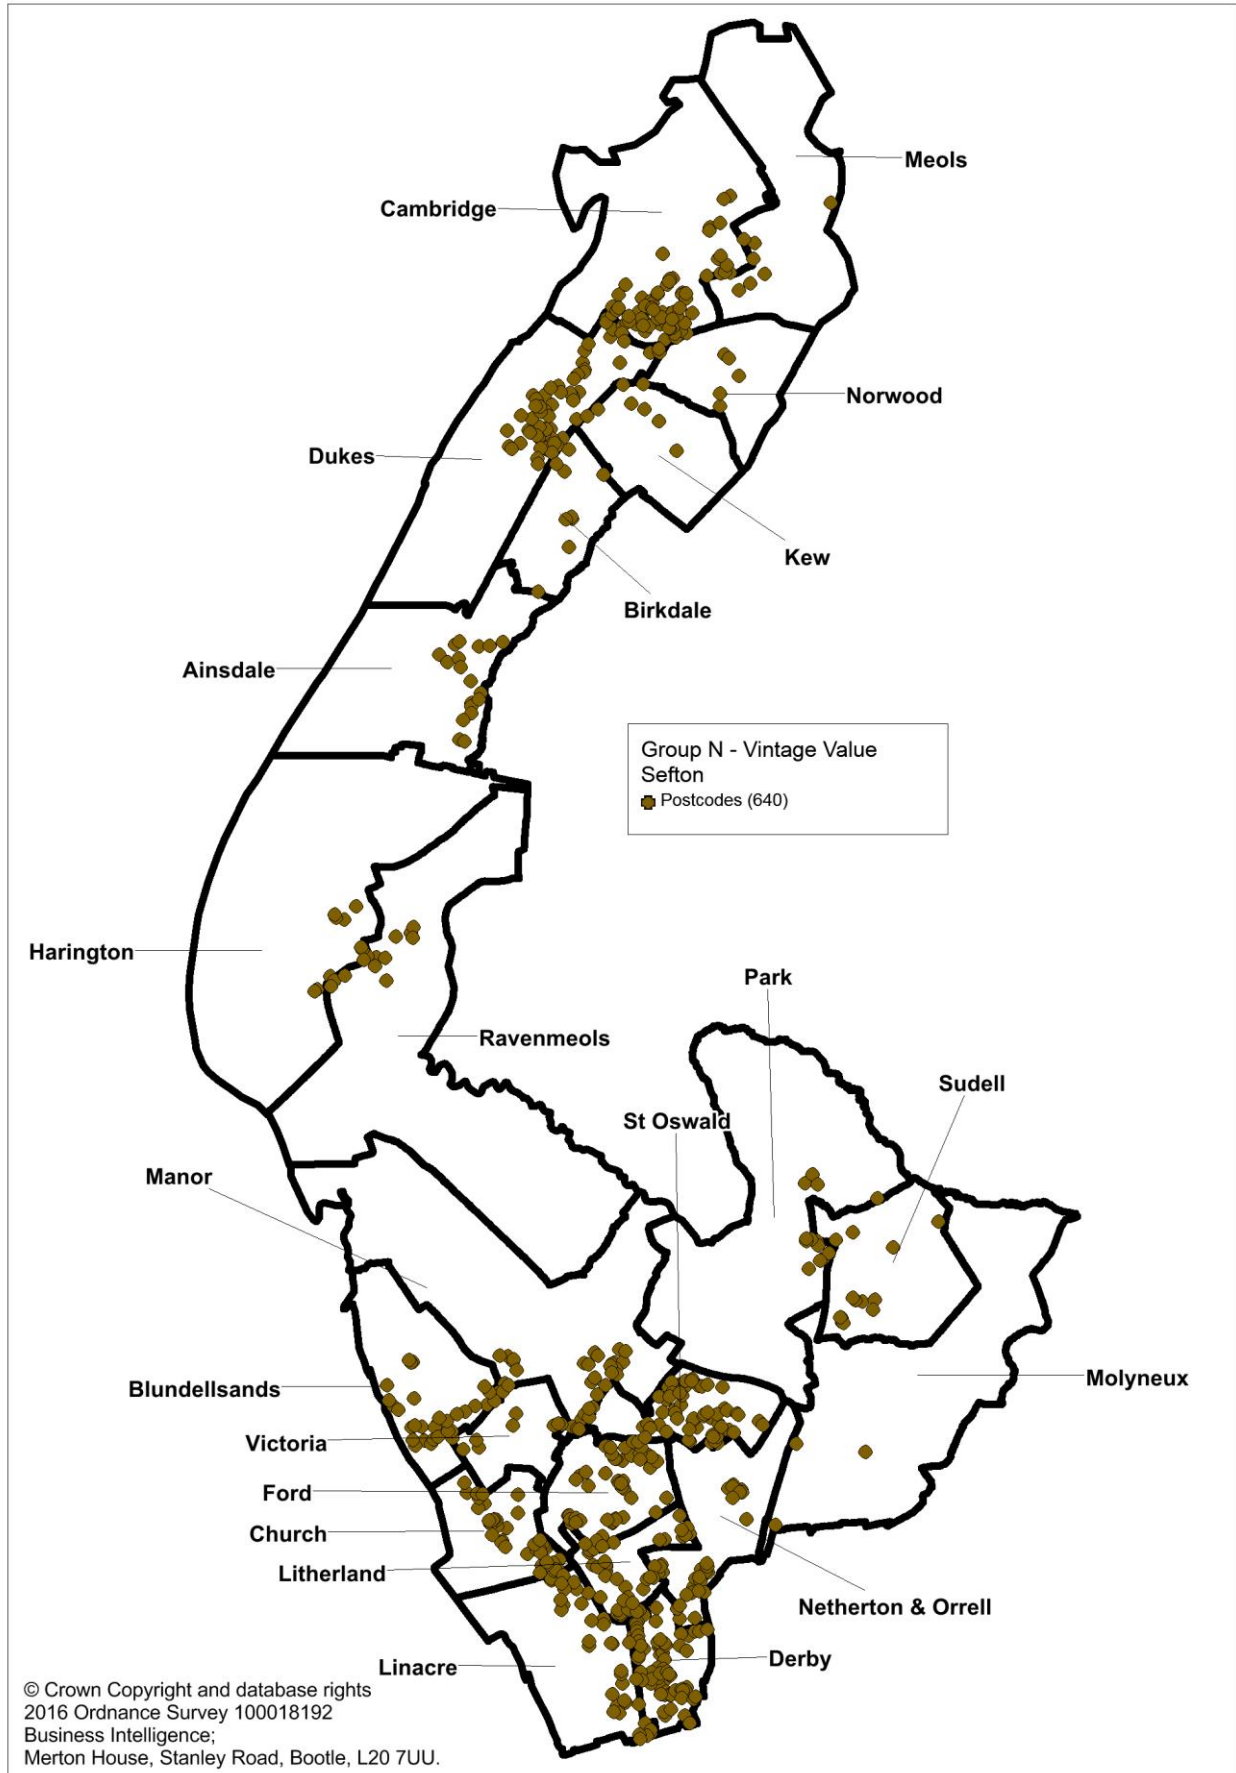 Meols
Cambridge
Norwood
Dukes
Kew
Birkdale
Ainsdale
Group N - Vintage Value
Sefton
Postcodes (640)
Harington
Park
Ravenmeols
Sudell
St Oswald
Manor
Molyneux
Blundellsands
Victoria
Ford
Church
Litherland
Netherton & Orrell
Derby
Linacre
© Crown Copyright and database rights
2016 Ordnance Survey 100018192
Business Intelligence;
Merton House, Stanley Road, Bootle, L20 7UU.